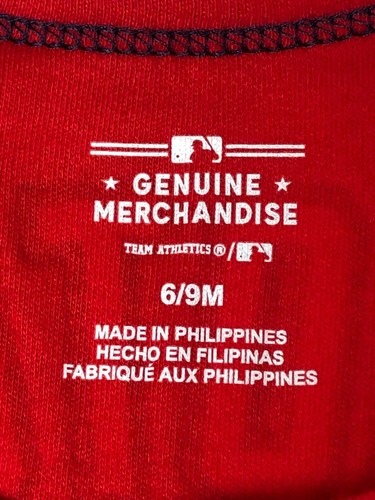 GENUINE
MERCHANDISE
TEAM ATHLETICS ® /
6/9M
MADE IN PHILIPPINES
HECHO EN FILIPINAS
FABRIQUÉ AUX PHILIPPINES